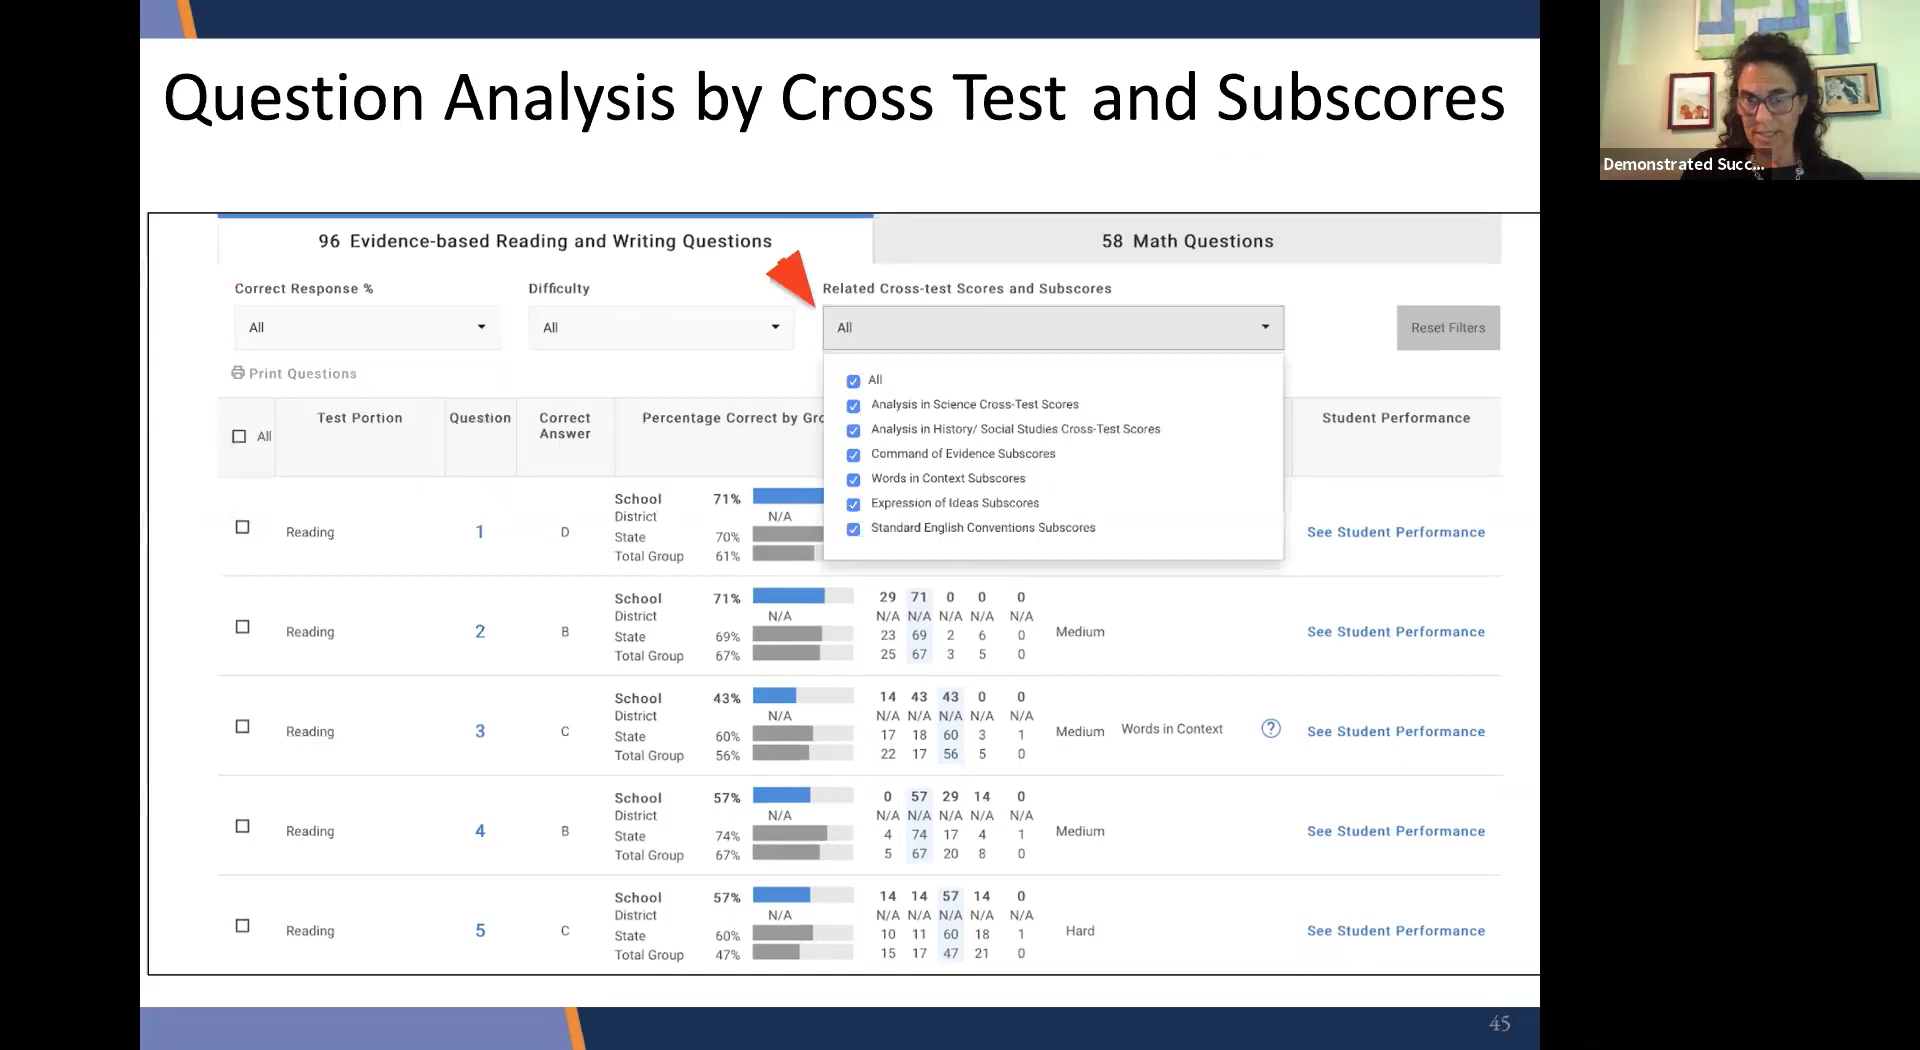 Question Analysis by Cross Test and Subscores
Demonstrated Succ...
96 Evidence-based Reading and Writing Questions
58 Math Questions
Correct Response %
Difficulty
Related Cross-test Scores and Subscores
All
All
All
Reset Filters
Print Questions
All
Analysis in Science Cross-Test Scores
Analysis in History/ Social Studies Cross-Test Scores
Command of Evidence Subscores
Words in Context Subscores
Expression of Ideas Subscores
Standard English Conventions Subscores
All
Test Portion
Question
Correct Answer
Percentage Correct by Gro
Student Performance
Reading 1 D
School 71%
District N/A
State 70%
Total Group 61%
See Student Performance
Reading 2 B
School 71% 29 71 0 0 0
District N/A N/A N/A N/A N/A N/A
State 69% 23 69 2 6 0
Total Group 67% 25 67 3 5 0
Medium
See Student Performance
Reading 3 C
School 43% 14 43 43 0 0
District N/A N/A N/A N/A N/A N/A
State 60% 17 18 60 3 1
Total Group 56% 22 17 56 5 0
Medium Words in Context ?
See Student Performance
Reading 4 B
School 57% 0 57 29 14 0
District N/A N/A N/A N/A N/A N/A
State 74% 4 74 17 4 1
Total Group 67% 5 67 20 8 0
Medium
See Student Performance
Reading 5 C
School 57% 14 14 57 14 0
District N/A N/A N/A N/A N/A N/A
State 60% 10 11 60 18 1
Total Group 47% 15 17 47 21 0
Hard
See Student Performance
45